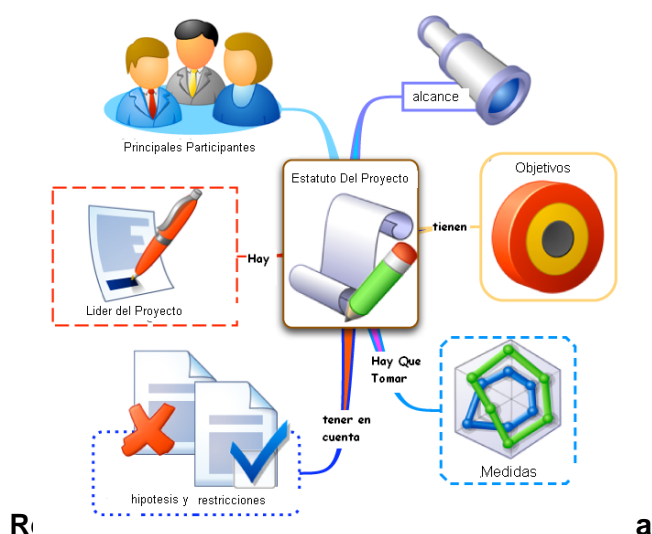 alcance
Principales Participantes
Estatuto Del Proyecto
Objetivos
tienen
Hay
Lider del Proyecto
Hay Que
Tomar
tener en
cuenta
Medidas
hipotesis y restricciones
a